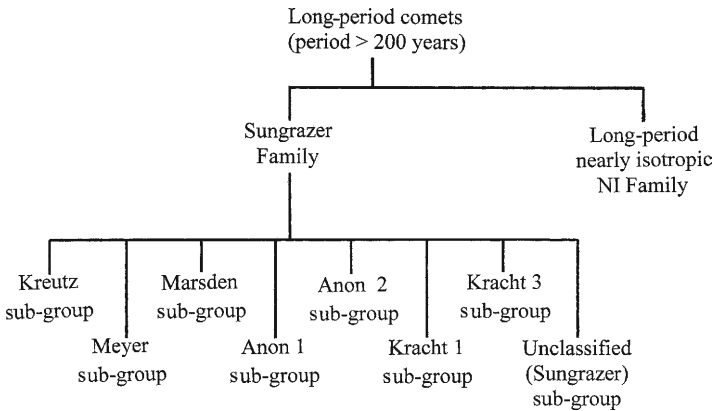 Long-period comets
(period > 200 years)
Sungrazer
Family
Long-period
nearly isotropic
NI Family
Kreutz
sub-group
Marsden
sub-group
Anon 2
sub-group
Kracht 3
sub-group
Meyer
sub-group
Anon 1
sub-group
Kracht 1
sub-group
Unclassified
(Sungrazer)
sub-group